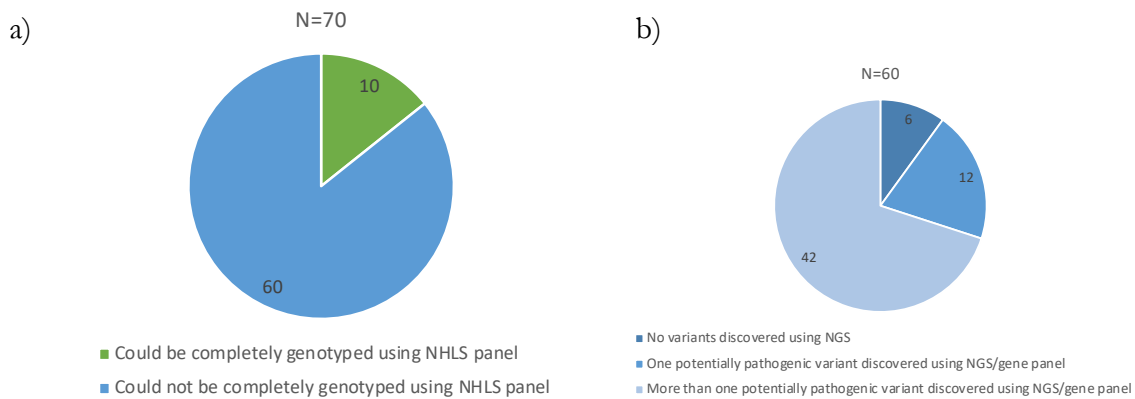 a)
N=70
10
60
Could be completely genotyped using NHLS panel
Could not be completely genotyped using NHLS panel
b)
N=60
6
12
42
No variants discovered using NGS
One potentially pathogenic variant discovered using NGS/gene panel
More than one potentially pathogenic variant discovered using NGS/gene panel